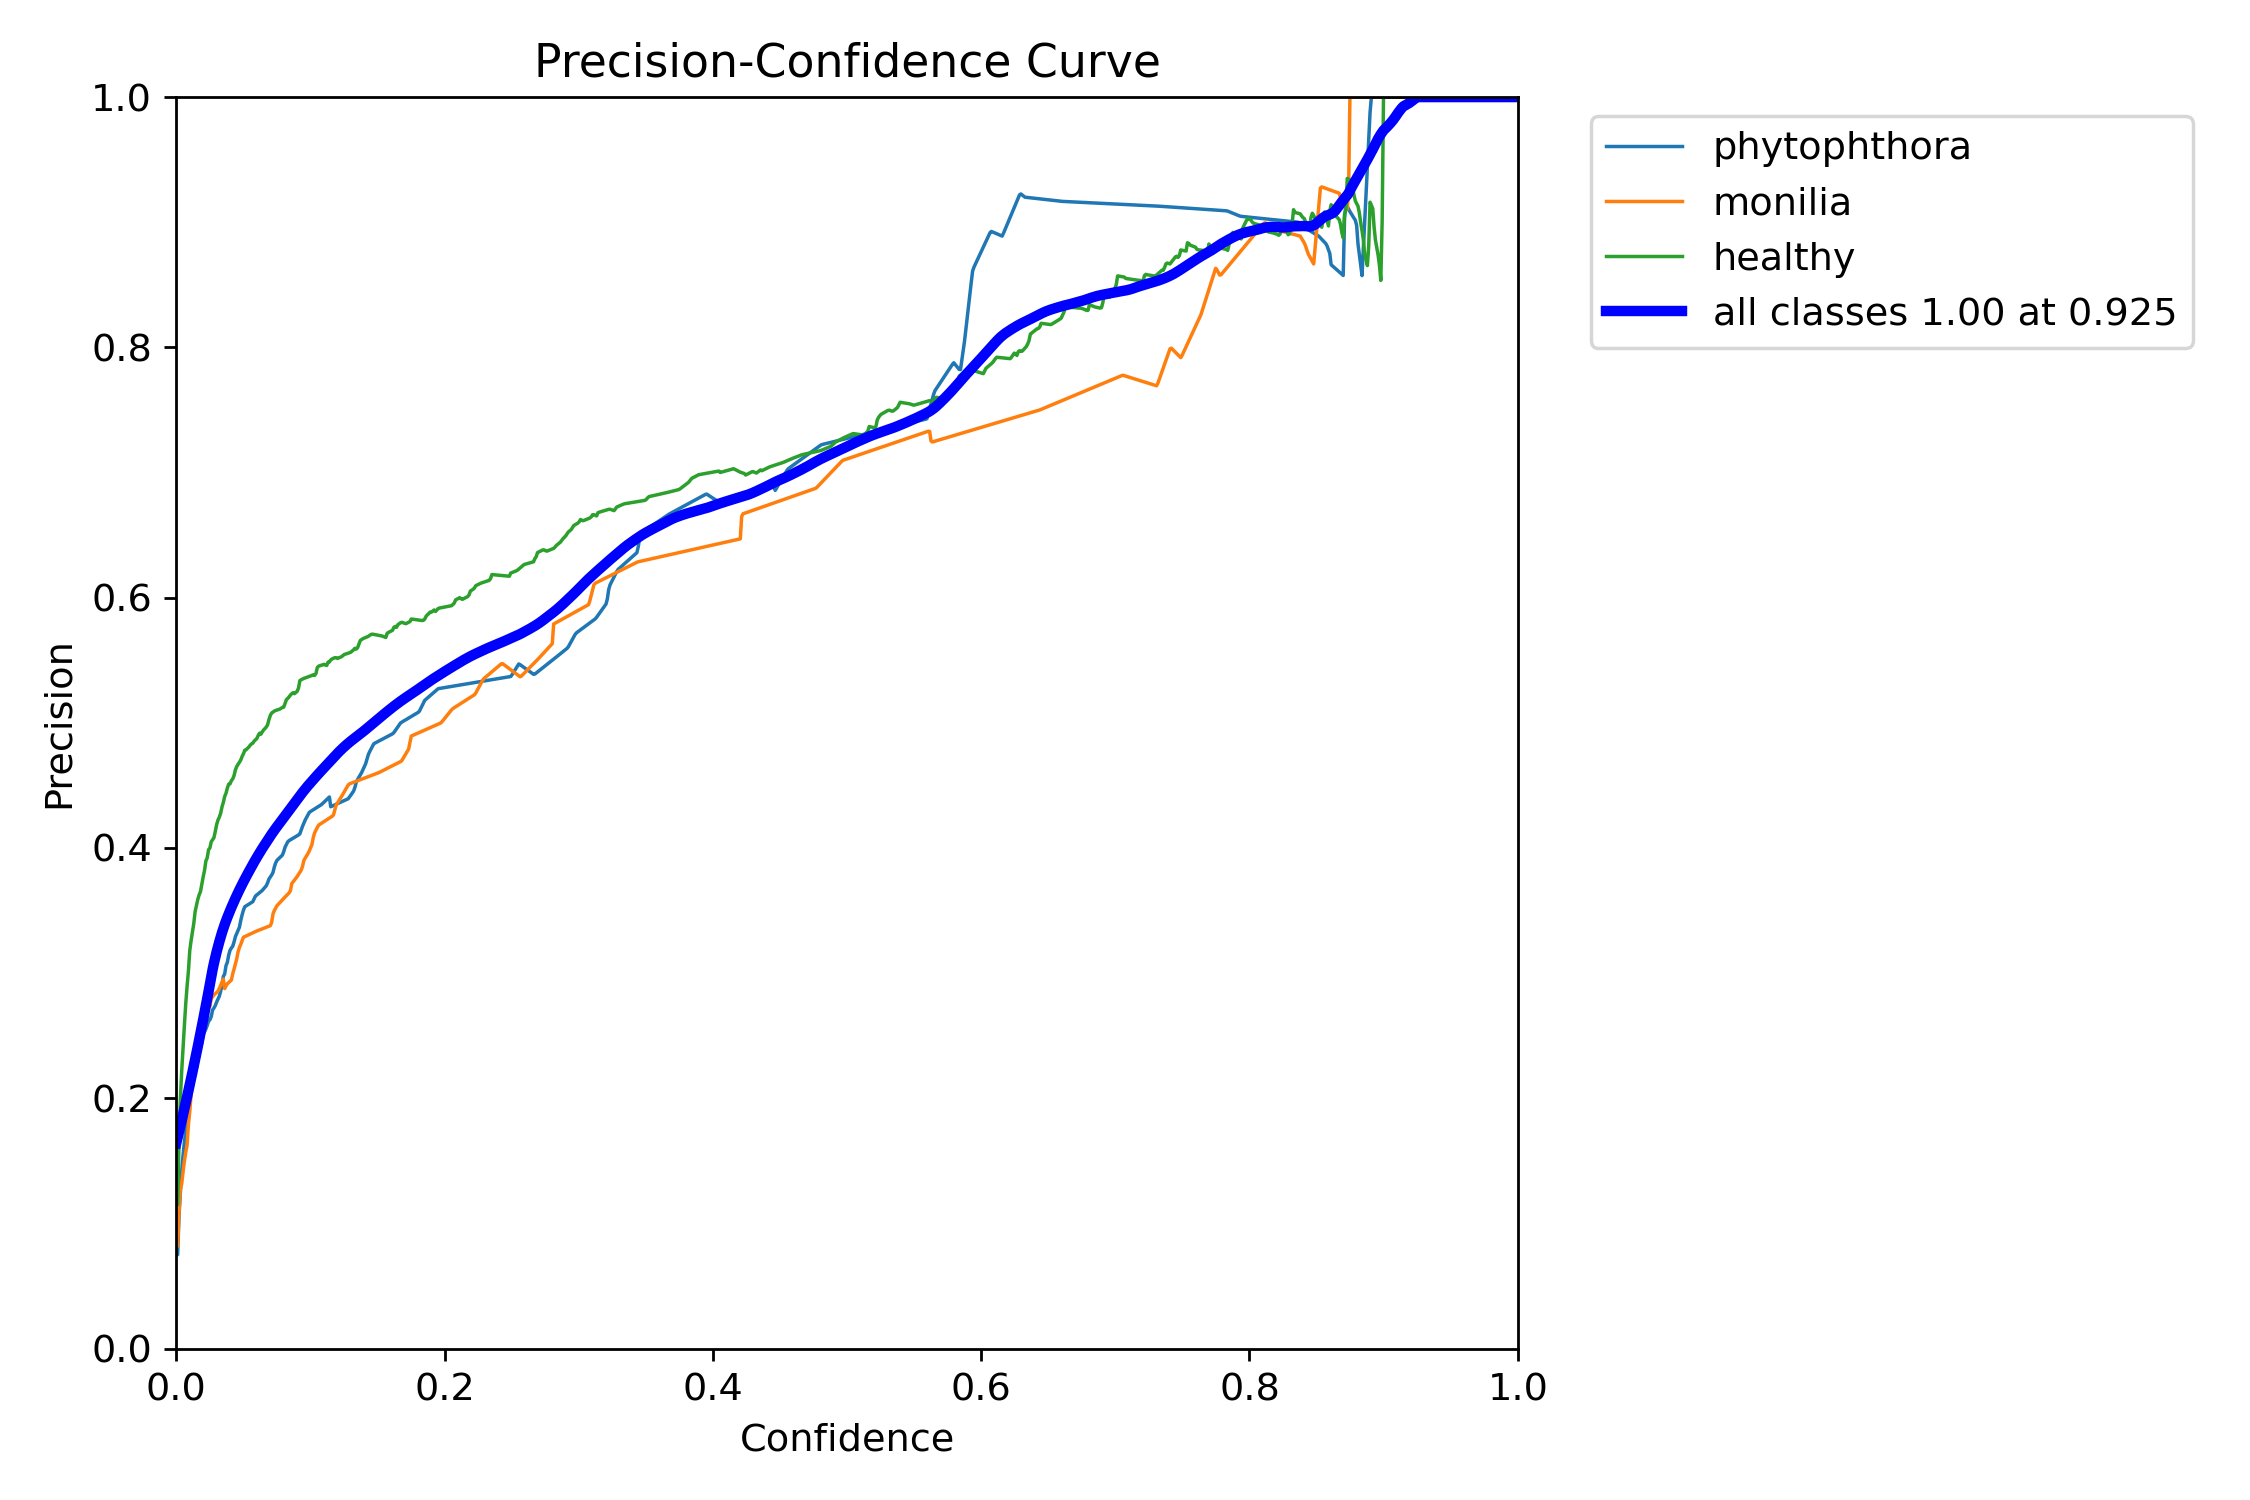 Precision-Confidence Curve
1.0
0.8
0.6
0.4
0.2
0.0
Precision
0.0 0.2 0.4 0.6 0.8 1.0
Confidence
phytophthora
monilia
healthy
all classes 1.00 at 0.925